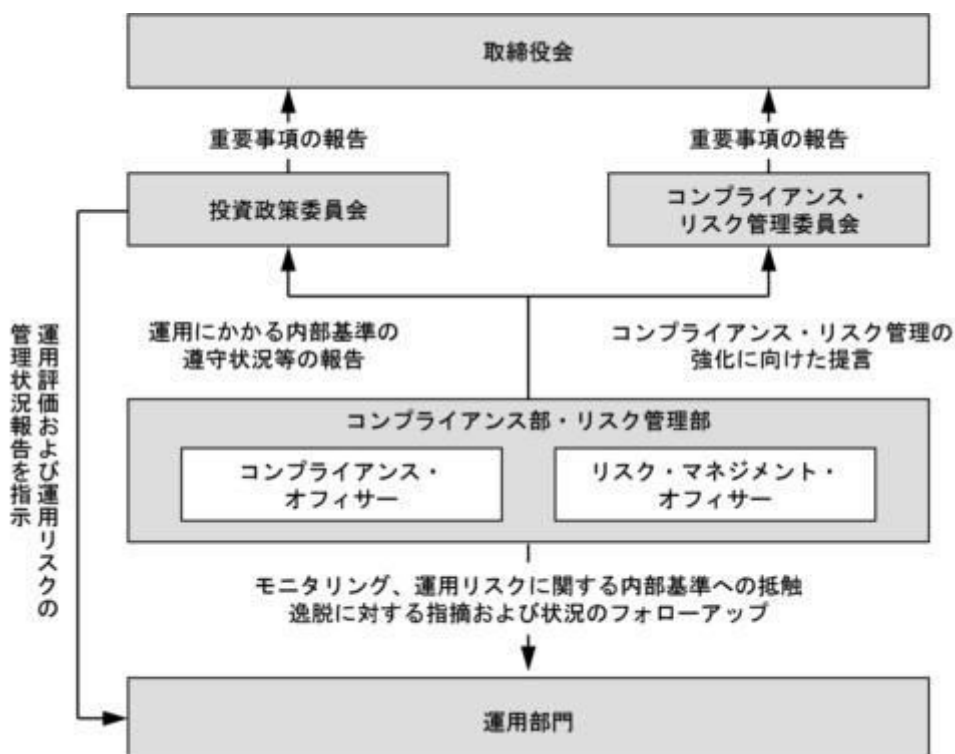 取締役会
重要事項の報告
重要事項の報告
投資政策委員会
コンプライアンス・
リスク管理委員会
運用にかかる内部基準の
遵守状況等の報告
コンプライアンス・リスク管理の
強化に向けた提言
運用評価および運用リスクの
管理状況報告を指示
コンプライアンス部・リスク管理部
コンプライアンス・
オフィサー
リスク・マネジメント・
オフィサー
モニタリング、運用リスクに関する内部基準への抵触
逸脱に対する指摘および状況のフォローアップ
運用部門